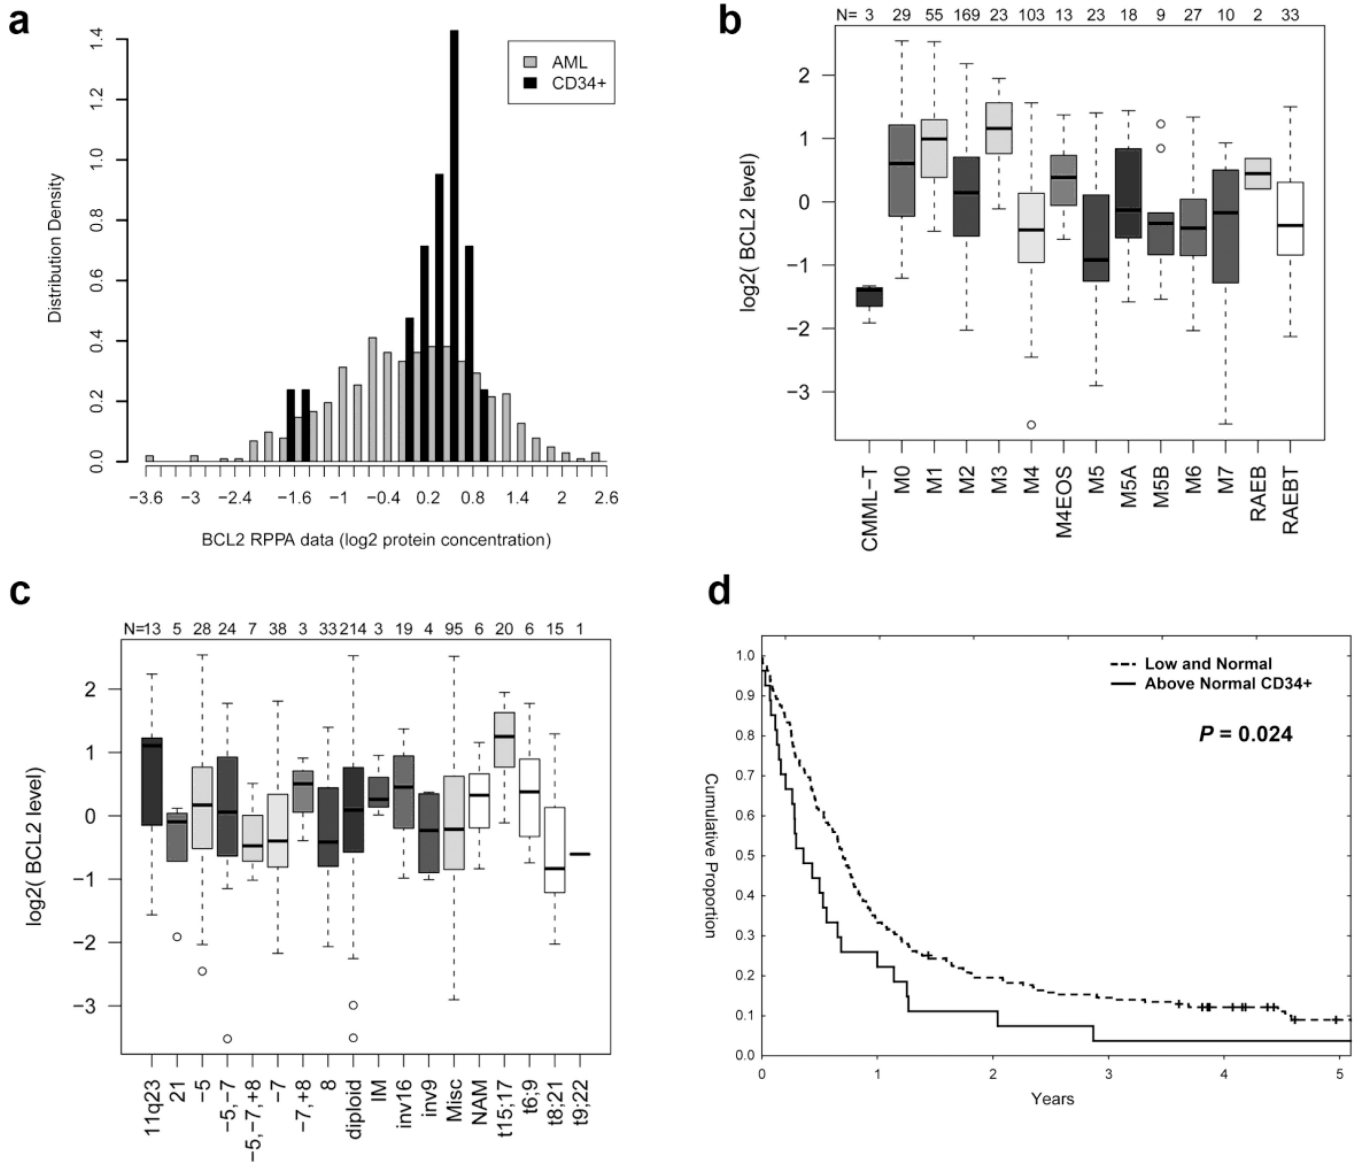 a
1.4
1.2
1.0
0.8
0.6
0.4
0.2
0.0
Distribution Density
AML
CD34+
−3.6 −3 −2.4 −1.6 −1 −0.4 0.2 0.8 1.4 2 2.6
BCL2 RPPA data (log2 protein concentration)
b
N= 3 29 55 169 23 103 13 23 18 9 27 10 2 33
2
1
0
−1
−2
−3
log2( BCL2 level)
CMML−T M0 M1 M2 M3 M4 M4EOS M5 M5A M5B M6 M7 RAEB RAEBT
c
N=13 5 28 24 7 38 3 33 214 3 19 4 95 6 20 6 15 1
2
1
0
−1
−2
−3
log2( BCL2 level)
11q23 21 −5 −5,−7 −5,−7,+8 −7 −7,+8 8 diploid IM inv16 inv9 Misc NAM t15;17 t6;9 t8;21 t9;22
d
1.0
0.9
0.8
0.7
0.6
0.5
0.4
0.3
0.2
0.1
0.0
Cumulative Proportion
Low and Normal
Above Normal CD34+
P = 0.024
0 1 2 3 4 5
Years